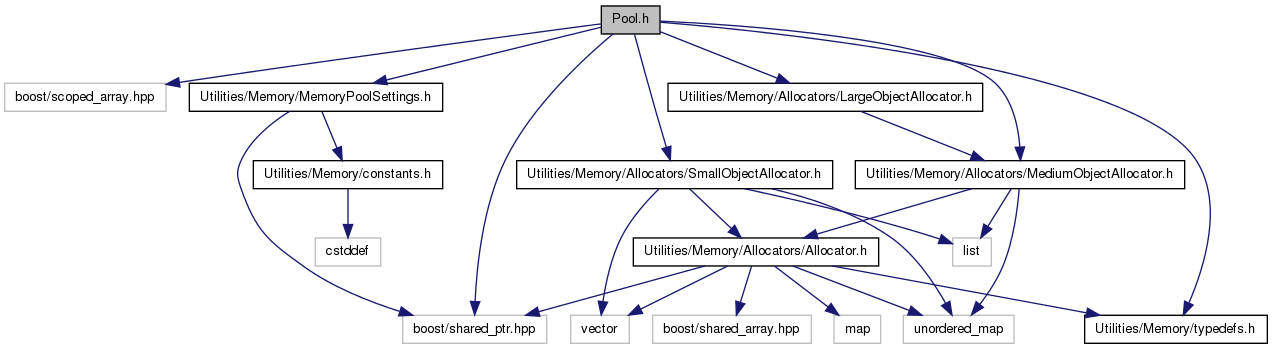 Pool.h
boost/scoped_array.hpp
Utilities/Memory/MemoryPoolSettings.h
Utilities/Memory/Allocators/LargeObjectAllocator.h
Utilities/Memory/constants.h
Utilities/Memory/Allocators/SmallObjectAllocator.h
Utilities/Memory/Allocators/MediumObjectAllocator.h
cstddef
Utilities/Memory/Allocators/Allocator.h
list
boost/shared_ptr.hpp
vector
boost/shared_array.hpp
map
unordered_map
Utilities/Memory/typedefs.h